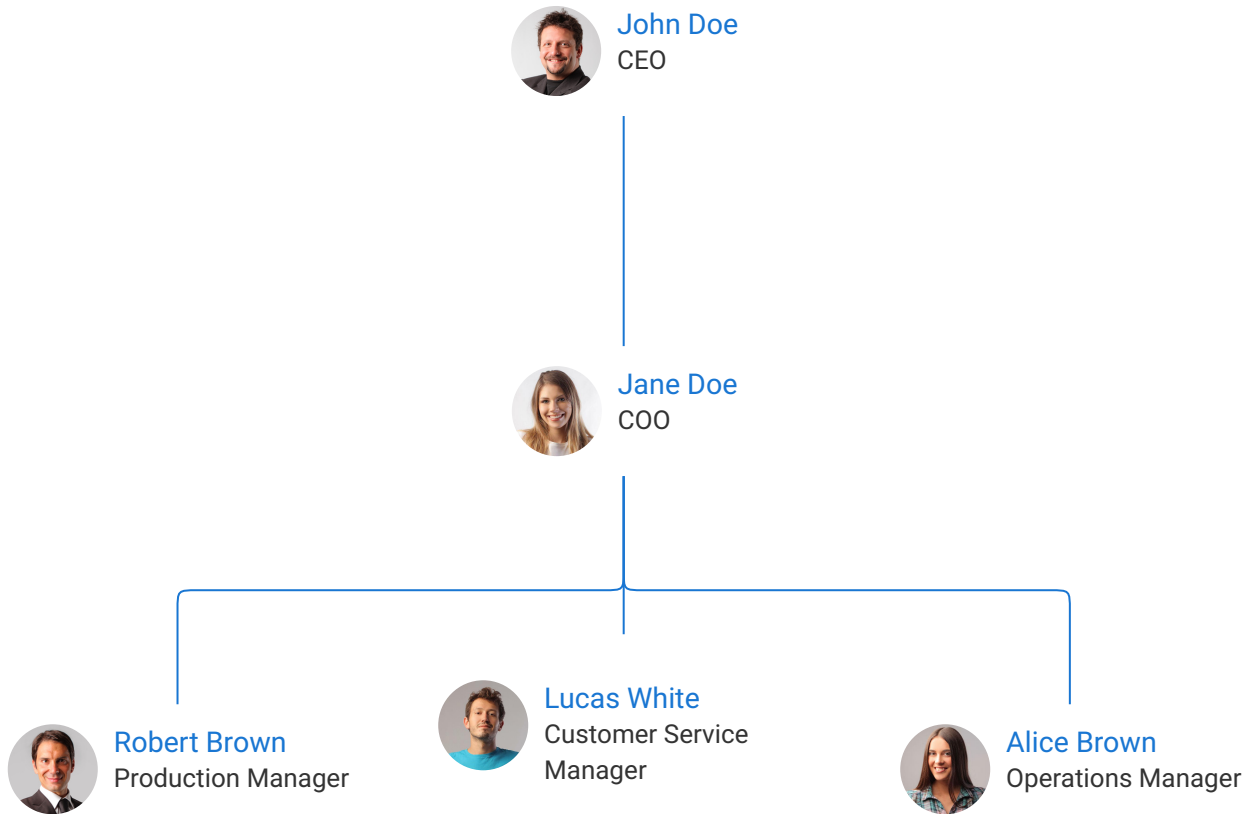 John Doe
CEO
Jane Doe
COO
Lucas White
Customer Service
Manager
Robert Brown
Production Manager
Alice Brown
Operations Manager